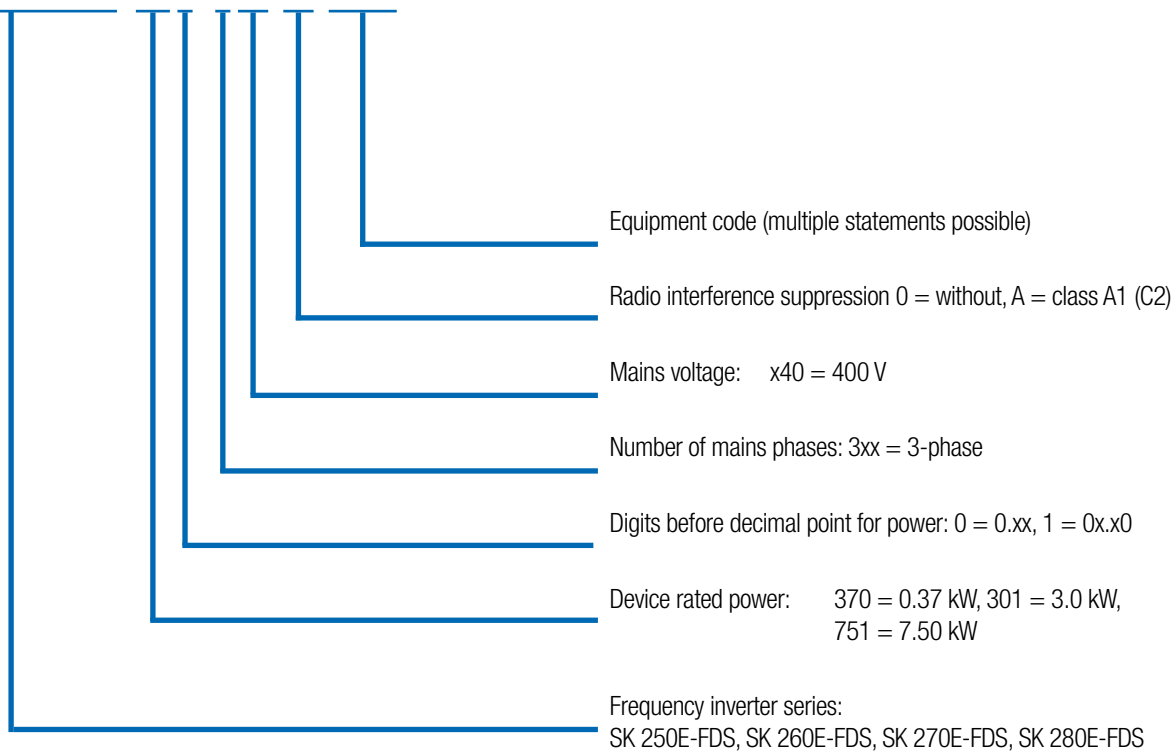 Equipment code (multiple statements possible)
Radio interference suppression 0 = without, A = class A1 (C2)
Mains voltage: x40 = 400 V
Number of mains phases: 3xx = 3-phase
Digits before decimal point for power: 0 = 0.xx, 1 = 0x.x0
Device rated power: 370 = 0.37 kW, 301 = 3.0 kW,
751 = 7.50 kW
Frequency inverter series:
SK 250E-FDS, SK 260E-FDS, SK 270E-FDS, SK 280E-FDS